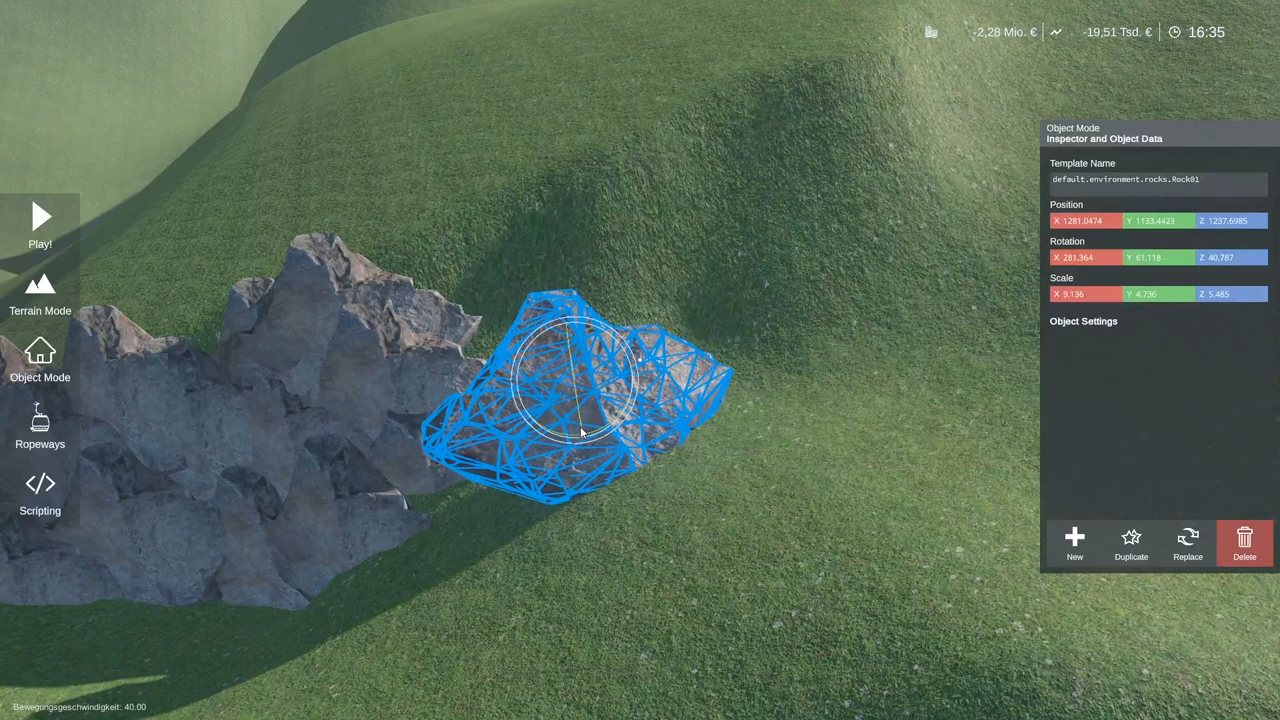 -2,28 Mio. €
-19,51 Tsd. €
16:35
Object Mode
Inspector and Object Data
Template Name
default.environment.rocks.Rock01
Position
X 1281.0474 Y 1133.4423 Z 1237.6985
Rotation
X 281.364 Y 61.118 Z 40.787
Scale
X 9.136 Y 4.736 Z 5.485
Object Settings
New
Duplicate
Replace
Delete
Play!
Terrain Mode
Object Mode
Ropeways
Scripting
Bewegungsgeschwindigkeit: 40.00